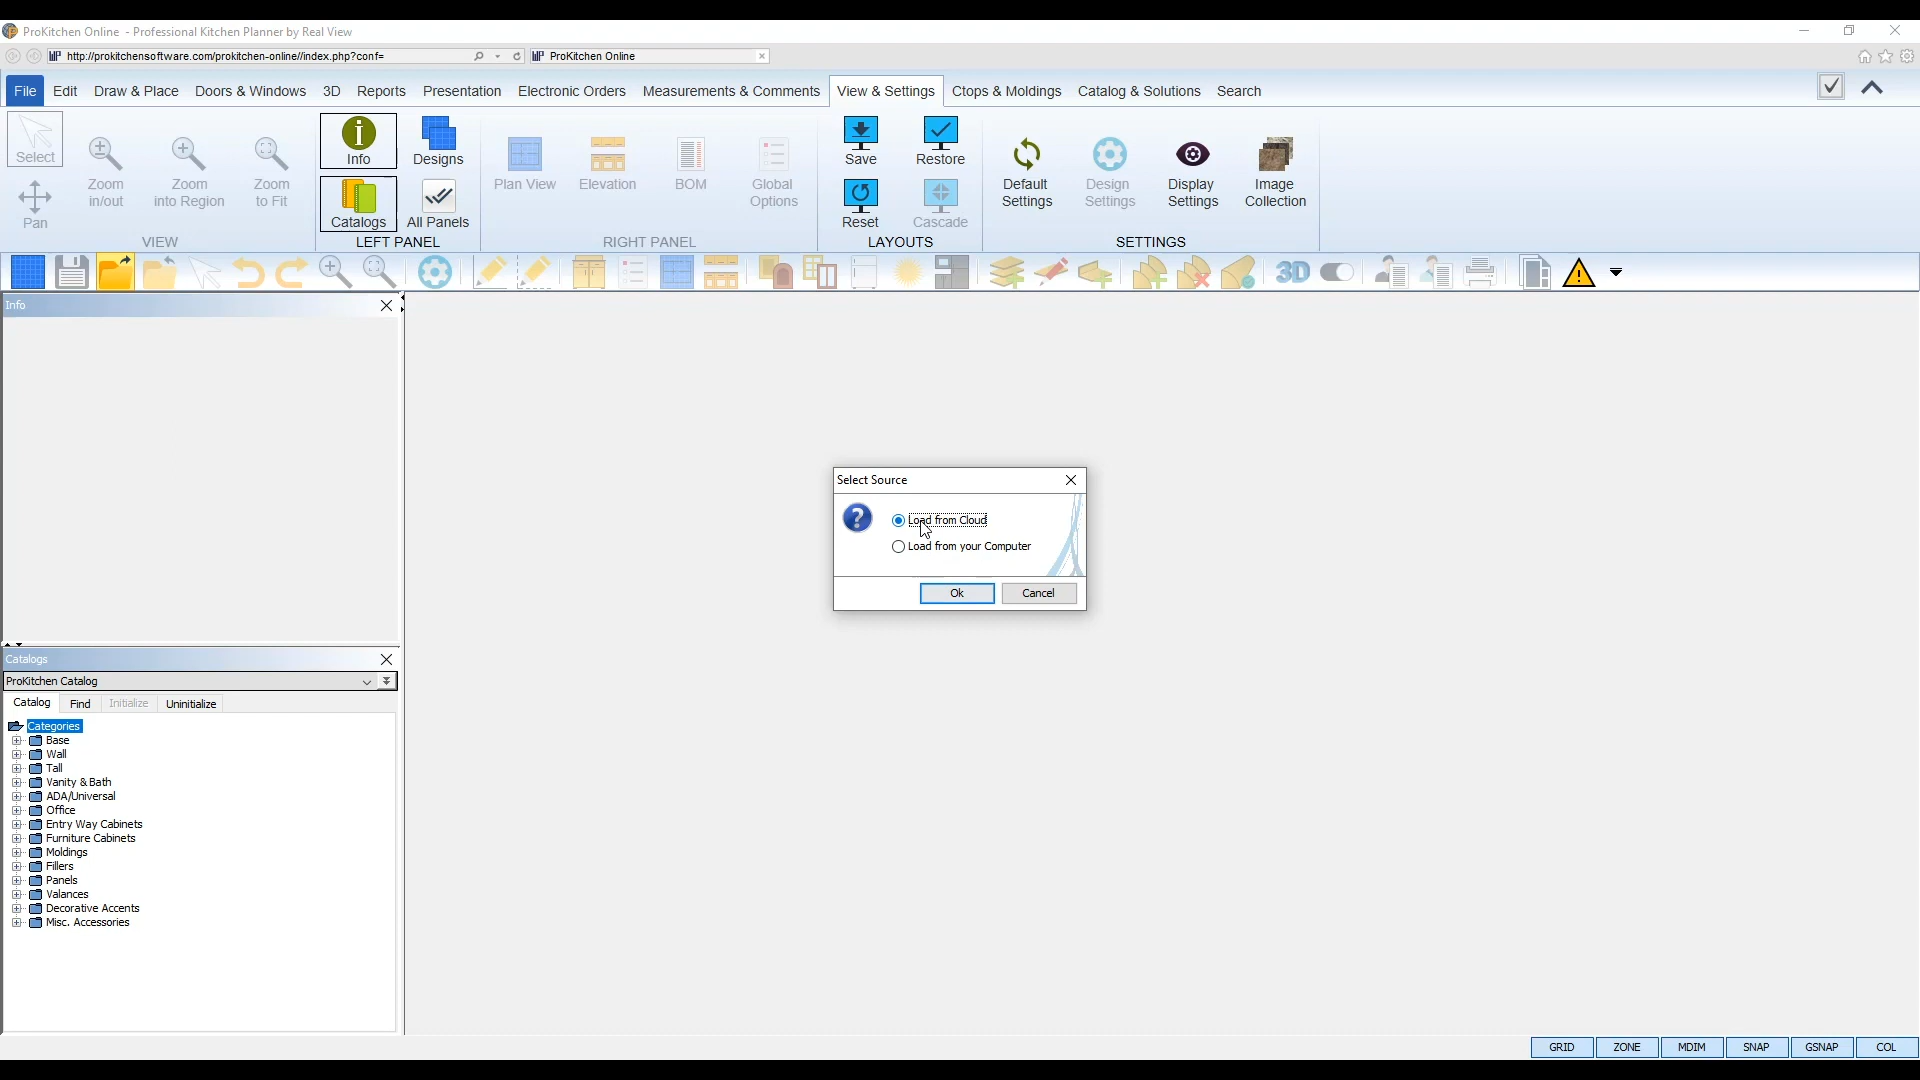 ProKitchen Online - Professional Kitchen Planner by Real View
http://prokitchensoftware.com/prokitchen-online//index.php?conf=
ProKitchen Online
File Edit Draw & Place Doors & Windows 3D Reports Presentation Electronic Orders Measurements & Comments View & Settings Ctops & Moldings Catalog & Solutions Search
Select
Pan
Zoom in/out
Zoom into Region
Zoom to Fit
VIEW
Info
Designs
Catalogs
All Panels
LEFT PANEL
Plan View
Elevation
BOM
Global Options
RIGHT PANEL
Save
Restore
Reset
Cascade
LAYOUTS
Default Settings
Design Settings
Display Settings
Image Collection
SETTINGS
3D
Info
Select Source
Load from Cloud
Load from your Computer
Ok Cancel
Catalogs
ProKitchen Catalog
Catalog Find Initialize Uninitialize
Categories
Base
Wall
Tall
Vanity & Bath
ADA/Universal
Office
Entry Way Cabinets
Furniture Cabinets
Moldings
Fillers
Panels
Valances
Decorative Accents
Misc. Accessories
GRID ZONE MDIM SNAP GSNAP COL